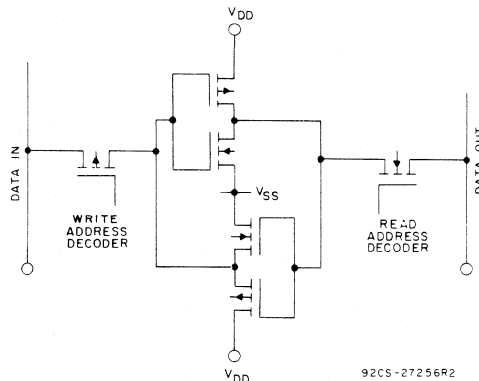 VDD
DATA IN
WRITE
ADDRESS
DECODER
VSS
READ
ADDRESS
DECODER
DATA OUT
VDD
92CS-27256R2